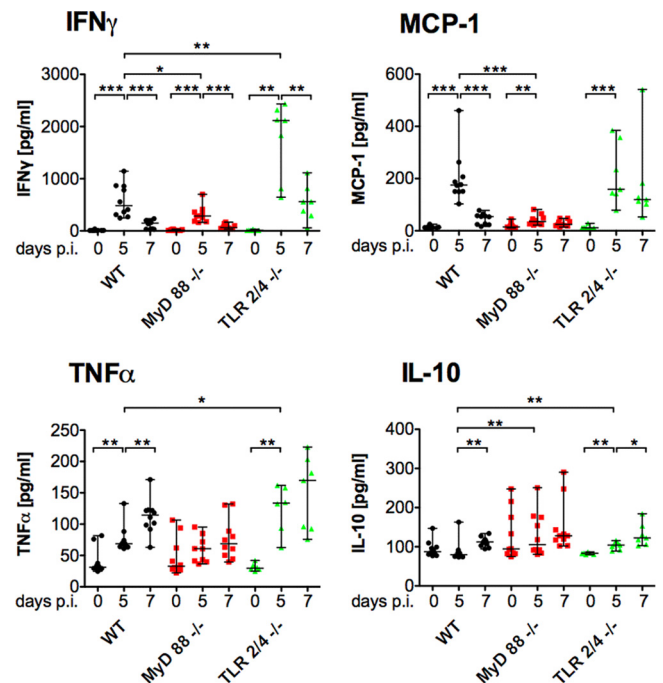 IFNγ
**
*
*** *** *** *** ** **
IFNγ [pg/ml]
3000
2000
1000
0
days p.i. 0 5 7 0 5 7 0 5 7
WT
MyD 88 -/-
TLR 2/4 -/-
MCP-1
***
*** *** ** ***
MCP-1 [pg/ml]
600
400
200
0
days p.i. 0 5 7 0 5 7 0 5 7
WT
MyD 88 -/-
TLR 2/4 -/-
TNFα
*
** ** **
TNFα [pg/ml]
250
200
150
100
50
0
days p.i. 0 5 7 0 5 7 0 5 7
WT
MyD 88 -/-
TLR 2/4 -/-
IL-10
**
**
** ** *
IL-10 [pg/ml]
400
300
200
100
0
days p.i. 0 5 7 0 5 7 0 5 7
WT
MyD 88 -/-
TLR 2/4 -/-